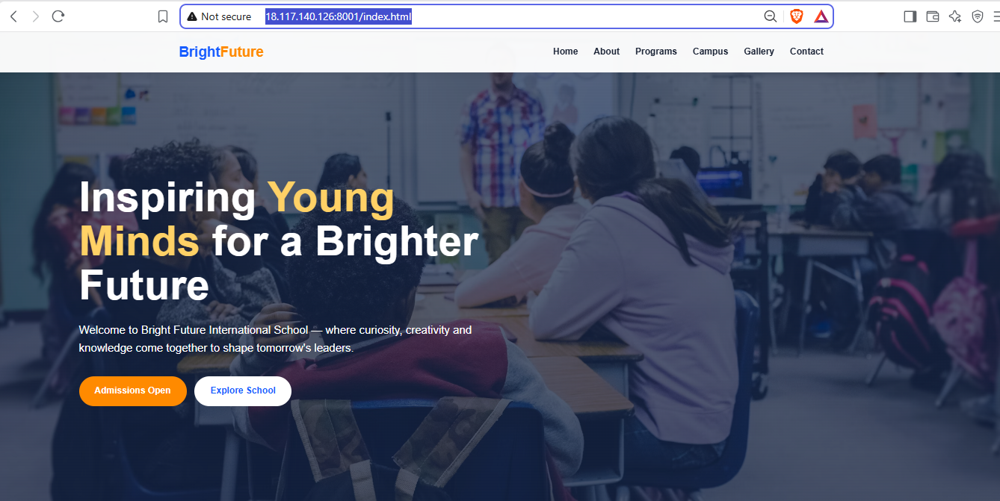 Not secure 18.117.140.126:8001/index.html
BrightFuture
Home About Programs Campus Gallery Contact
Inspiring Young
Minds for a Brighter
Future
Welcome to Bright Future International School — where curiosity, creativity and
knowledge come together to shape tomorrow's leaders.
Admissions Open Explore School